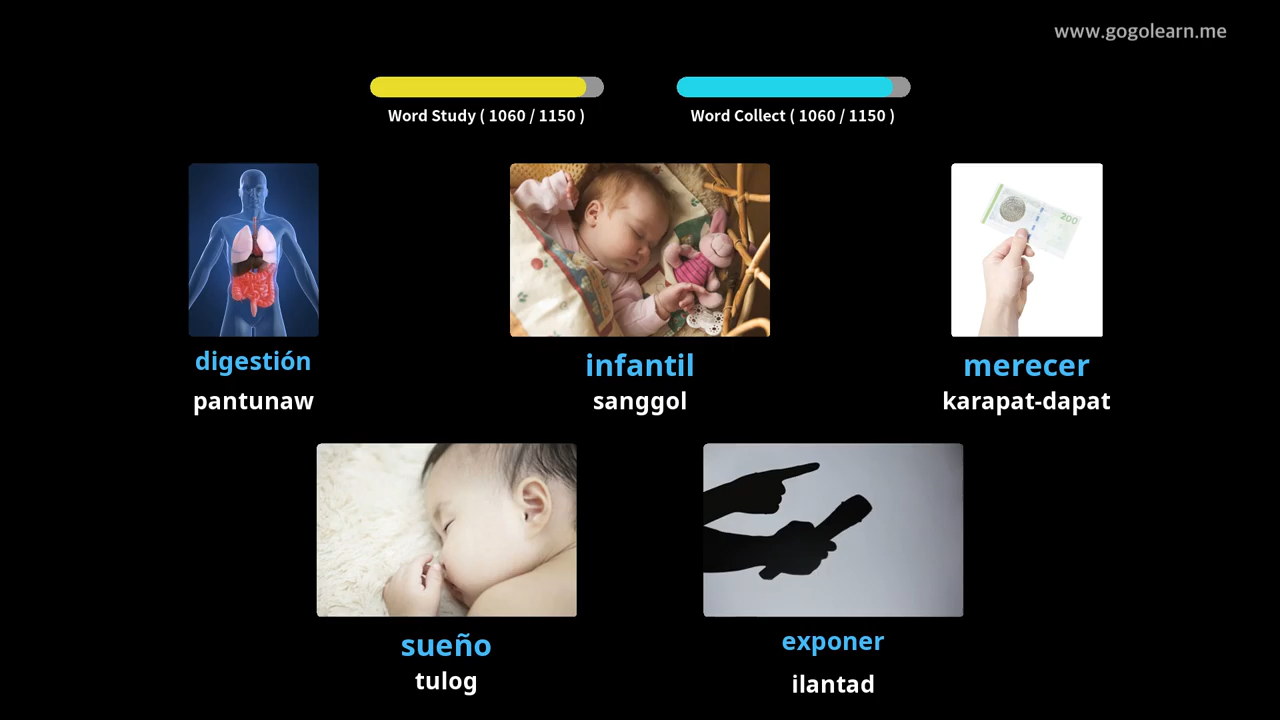 www.gogolearn.me
Word Study ( 1060 / 1150 )
Word Collect ( 1060 / 1150 )
200
digestión
pantunaw
infantil
sanggol
merecer
karapat-dapat
sueño
tulog
exponer
ilantad